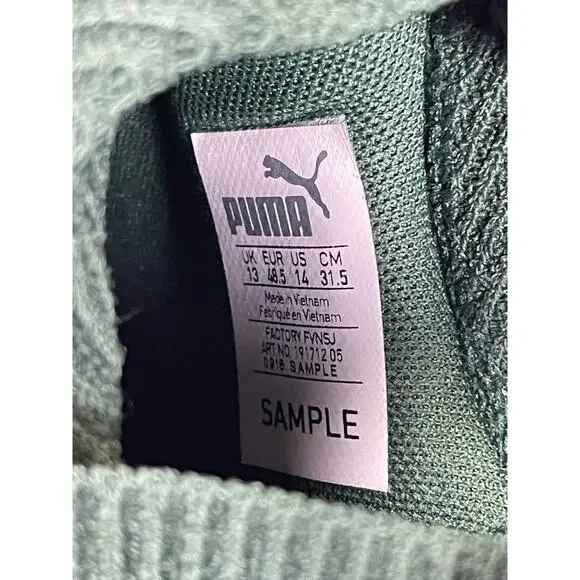 PUMA
UK EUR US CM
13 48.5 14 31.5
Made in Vietnam
Fabriqué en Vietnam
FACTORY FVNSJ
ART NO. 191712 05
0918 SAMPLE
SAMPLE